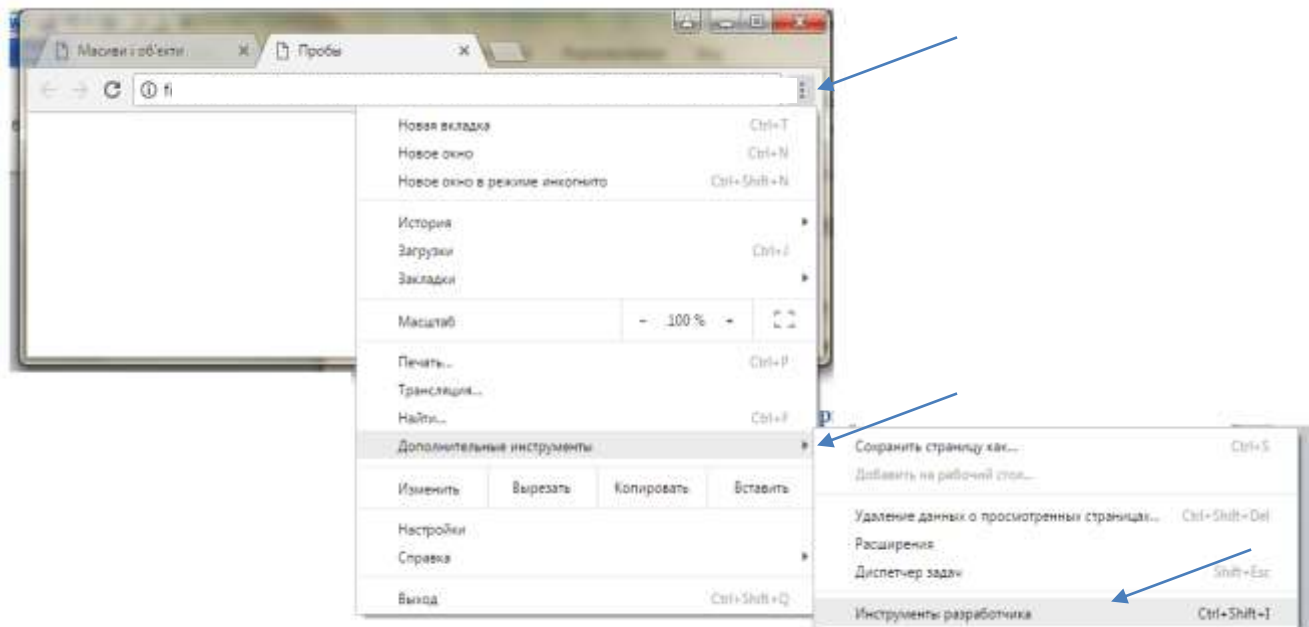 Масиви і об'єкти
Пробы
fi
Новая вкладка Ctrl+T
Новое окно Ctrl+N
Новое окно в режиме инкогнито Ctrl+Shift+N
История
Загрузки Ctrl+J
Закладки
Масштаб - 100 % +
Печать... Ctrl+P
Трансляция...
Найти... Ctrl+F
Дополнительные инструменты
Изменить Вырезать Копировать Вставить
Настройки
Справка
Выход Ctrl+Shift+Q
Сохранить страницу как... Ctrl+S
Добавить на рабочий стол...
Удаление данных о просмотренных страницах... Ctrl+Shift+Del
Расширения
Диспетчер задач Shift+Esc
Инструменты разработчика Ctrl+Shift+I